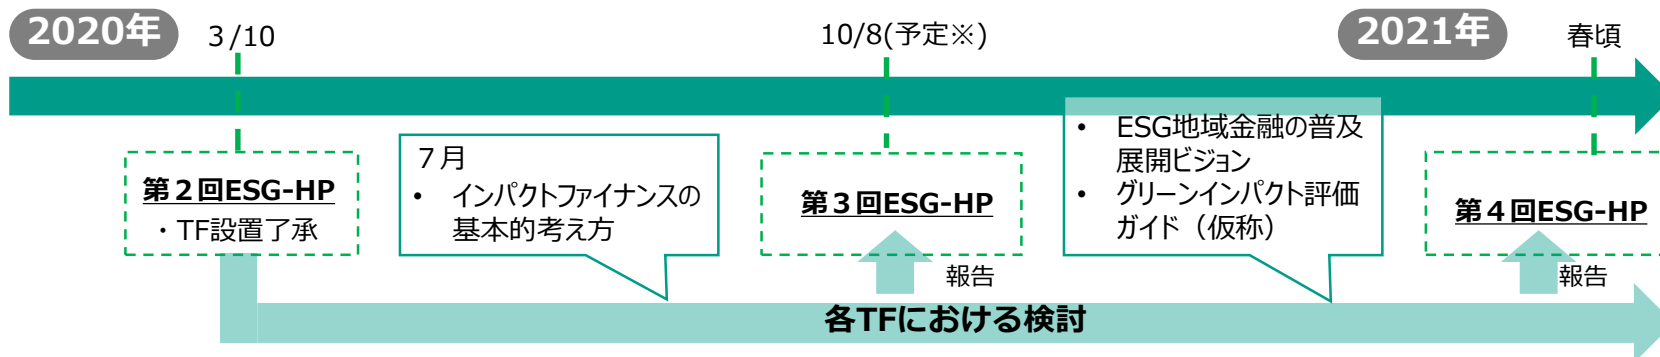 2020年
３/10
10/8(予定※)
2021年
春頃
第２回ESG-HP
・TF設置了承
７月
• インパクトファイナンスの
基本的考え方
第３回ESG-HP
報告
• ESG地域金融の普及
展開ビジョン
• グリーンインパクト評価
ガイド（仮称）
第４回ESG-HP
報告
各TFにおける検討